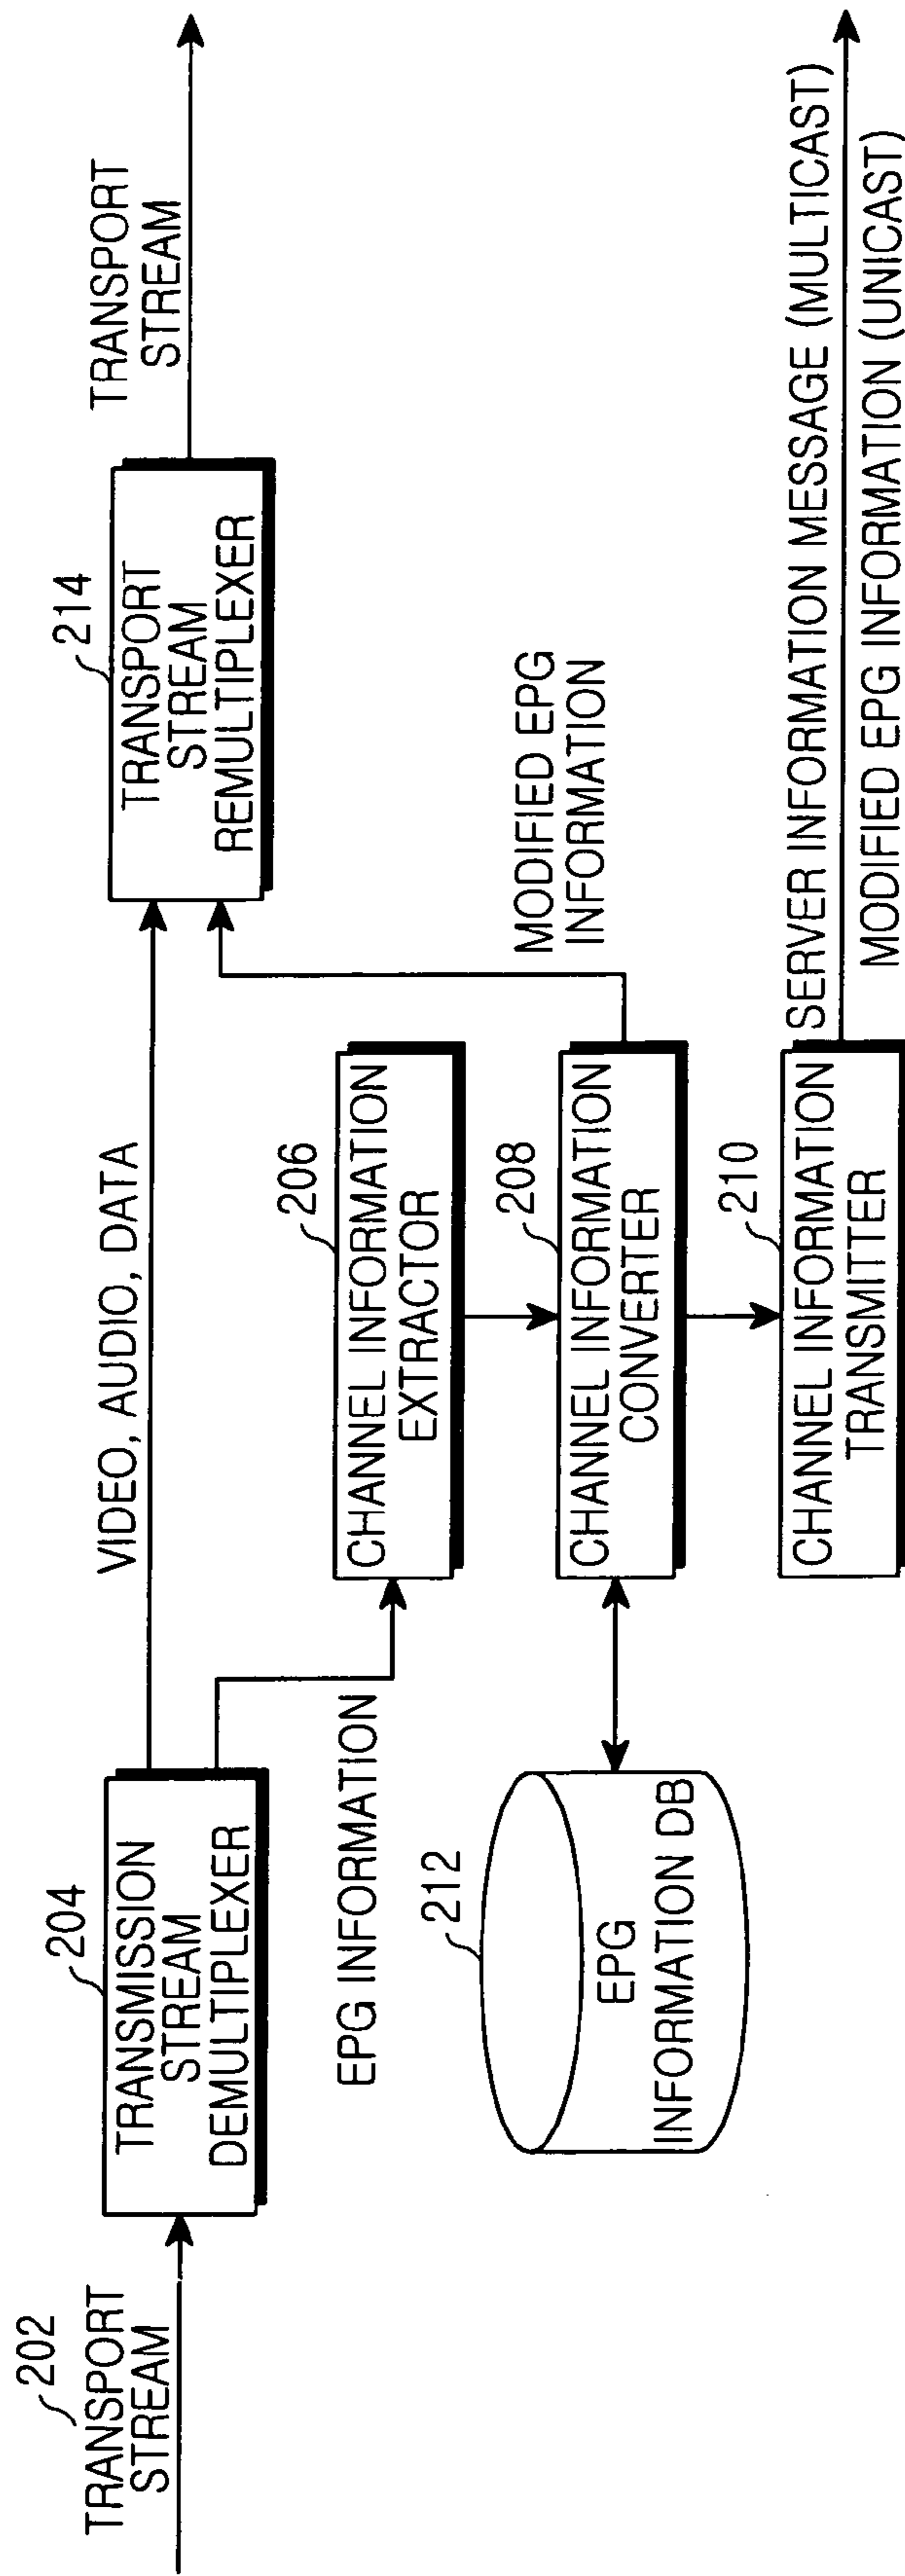 202
TRANSPORT
STREAM
204
TRANSMISSION
STREAM
DEMULTIPLEXER
VIDEO, AUDIO, DATA
214
TRANSPORT
STREAM
REMULTIPLEXER
TRANSPORT
STREAM
EPG INFORMATION
206
CHANNEL INFORMATION
EXTRACTOR
MODIFIED EPG
INFORMATION
212
EPG
INFORMATION DB
208
CHANNEL INFORMATION
CONVERTER
210
CHANNEL INFORMATION
TRANSMITTER
SERVER INFORMATION MESSAGE (MULTICAST)
MODIFIED EPG INFORMATION (UNICAST)